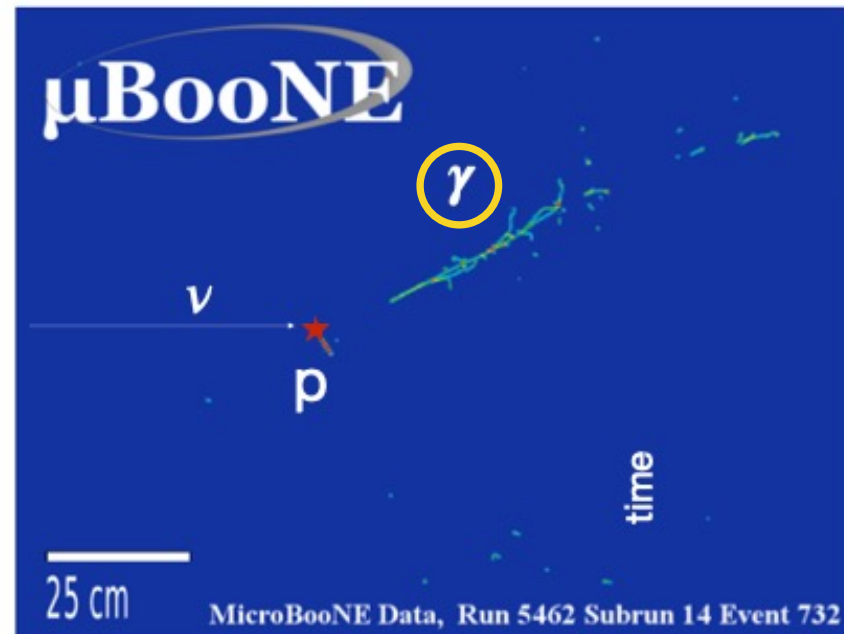 μBooNE
γ
ν
p
time
25 cm
MicroBooNE Data, Run 5462 Subrun 14 Event 732